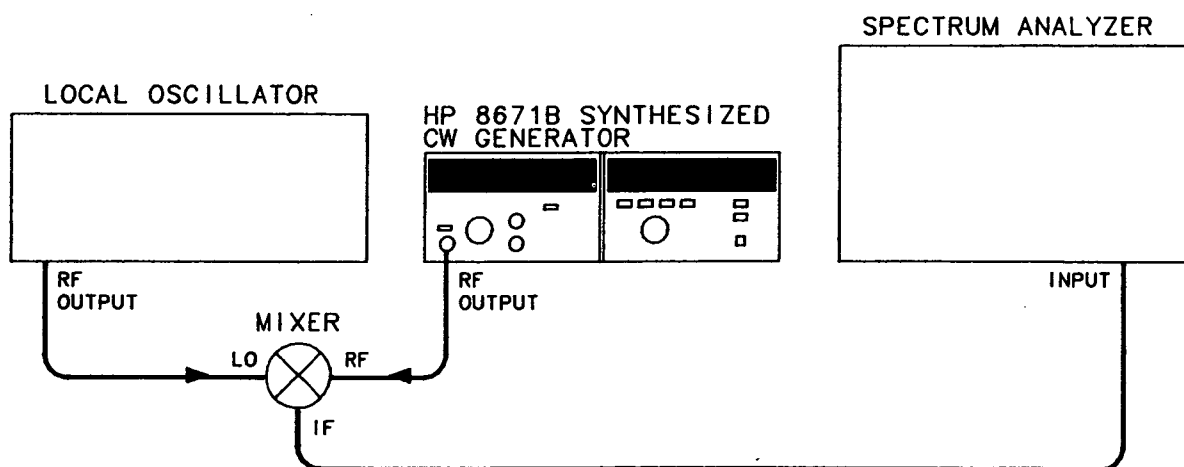 SPECTRUM ANALYZER
LOCAL OSCILLATOR
HP 8671B SYNTHESIZED
CW GENERATOR
RF
OUTPUT
RF
OUTPUT
INPUT
MIXER
LO
RF
IF